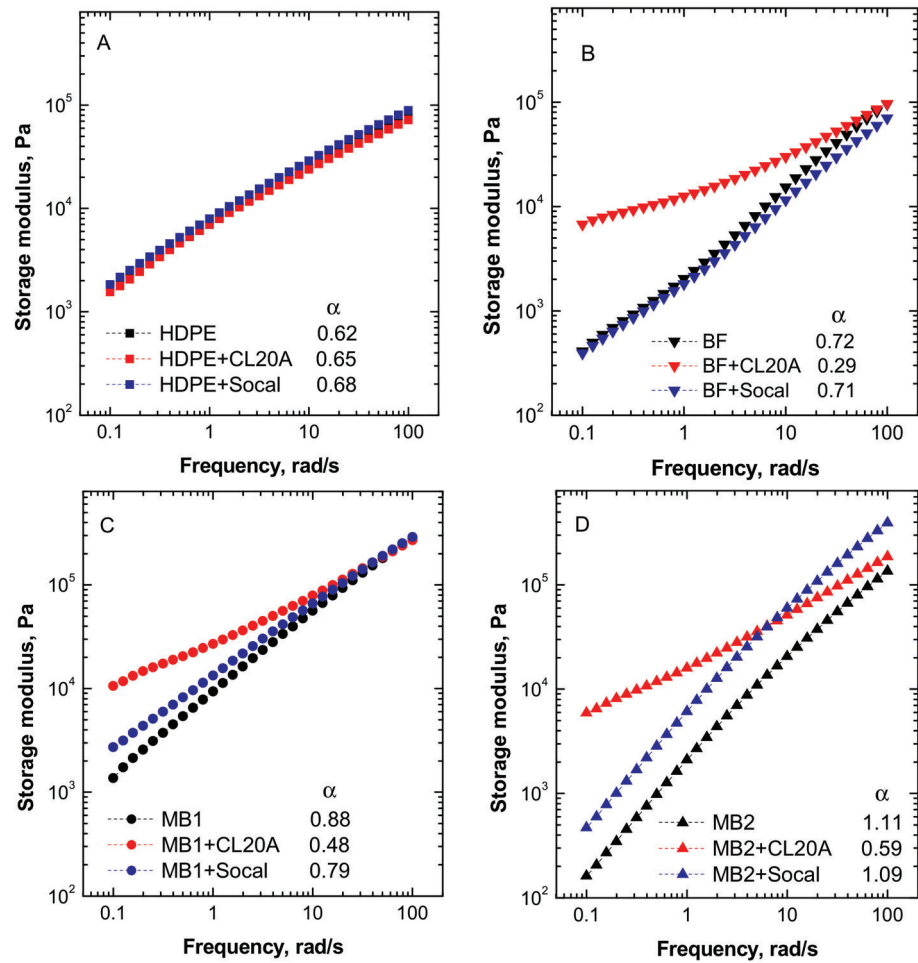 A
Storage modulus, Pa
10^5
10^4
10^3
10^2
α
HDPE 0.62
HDPE+CL20A 0.65
HDPE+Socal 0.68
0.1 1 10 100
Frequency, rad/s
B
Storage modulus, Pa
10^5
10^4
10^3
10^2
α
BF 0.72
BF+CL20A 0.29
BF+Socal 0.71
0.1 1 10 100
Frequency, rad/s
C
Storage modulus, Pa
10^5
10^4
10^3
10^2
α
MB1 0.88
MB1+CL20A 0.48
MB1+Socal 0.79
0.1 1 10 100
Frequency, rad/s
D
Storage modulus, Pa
10^5
10^4
10^3
10^2
α
MB2 1.11
MB2+CL20A 0.59
MB2+Socal 1.09
0.1 1 10 100
Frequency, rad/s